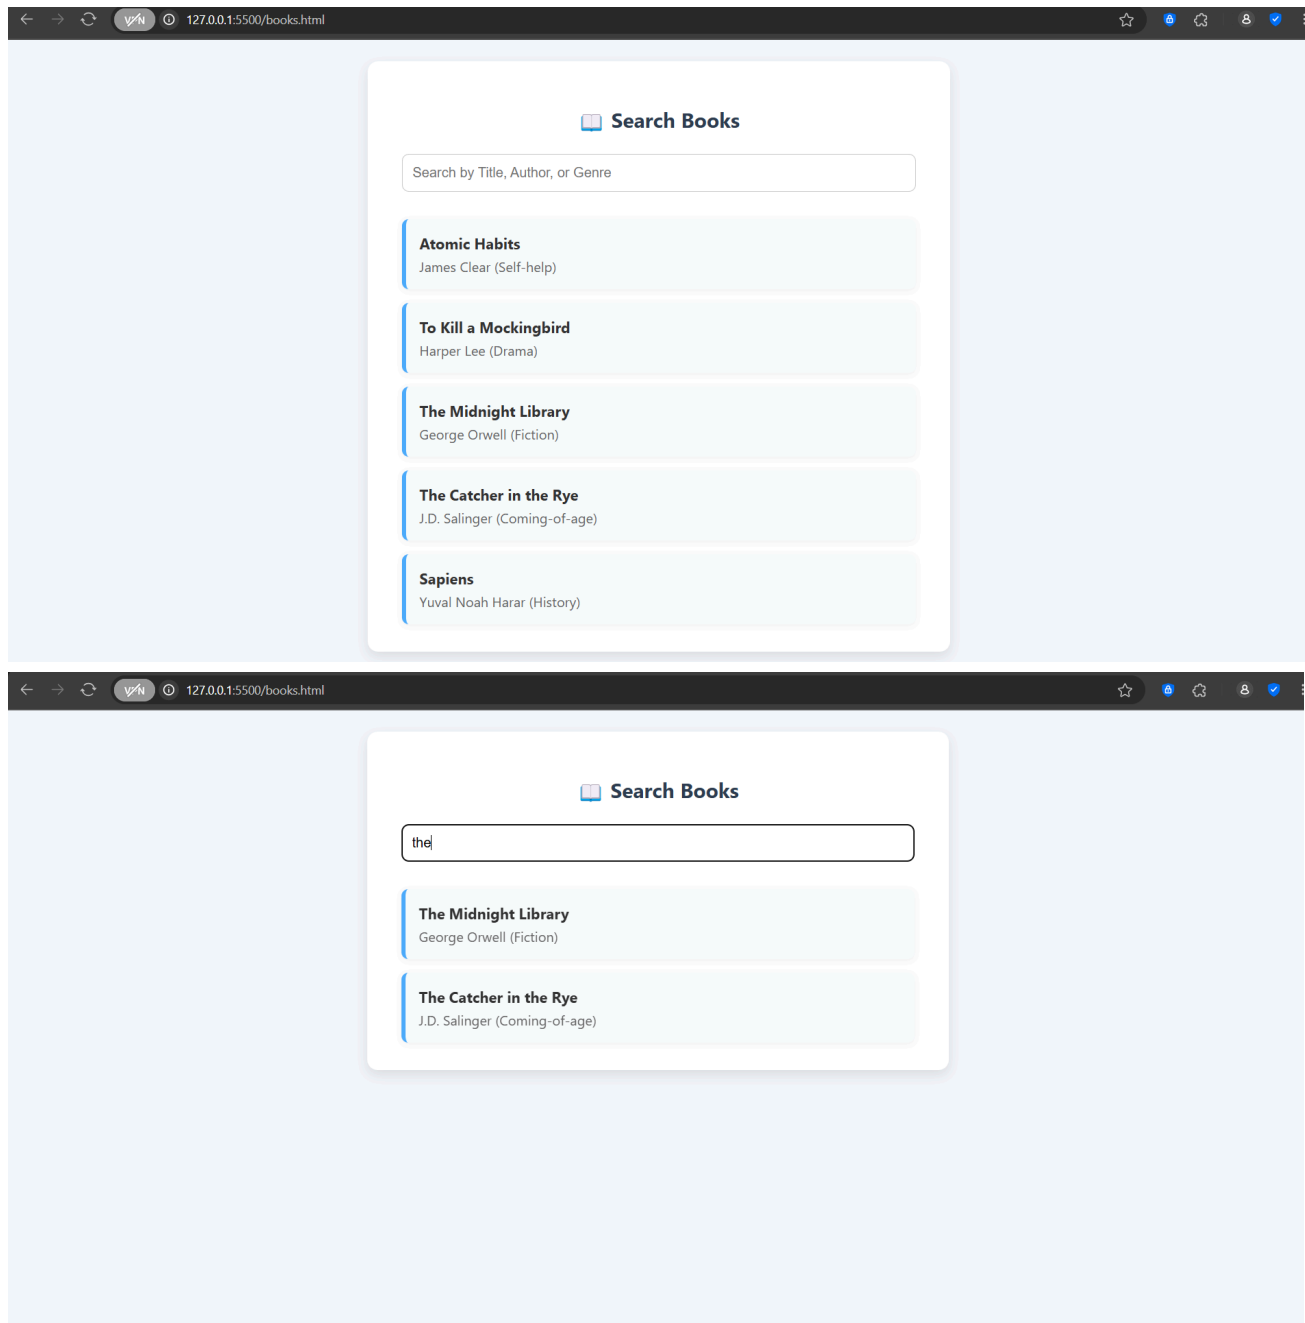 VPN 127.0.0.1:5500/books.html
📖 Search Books
Search by Title, Author, or Genre
Atomic Habits
James Clear (Self-help)
To Kill a Mockingbird
Harper Lee (Drama)
The Midnight Library
George Orwell (Fiction)
The Catcher in the Rye
J.D. Salinger (Coming-of-age)
Sapiens
Yuval Noah Harar (History)
VPN 127.0.0.1:5500/books.html
📖 Search Books
the
The Midnight Library
George Orwell (Fiction)
The Catcher in the Rye
J.D. Salinger (Coming-of-age)